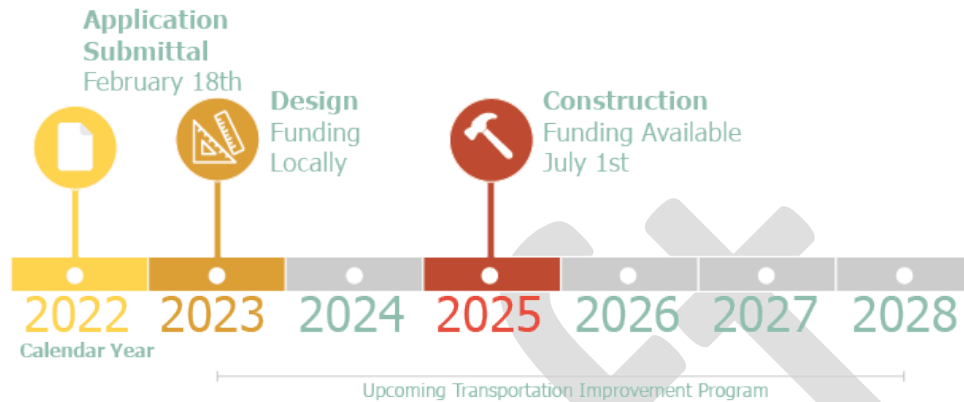 Application
Submittal
February 18th
Design
Funding
Locally
Construction
Funding Available
July 1st
2022 2023 2024 2025 2026 2027 2028
Calendar Year
Upcoming Transportation Improvement Program